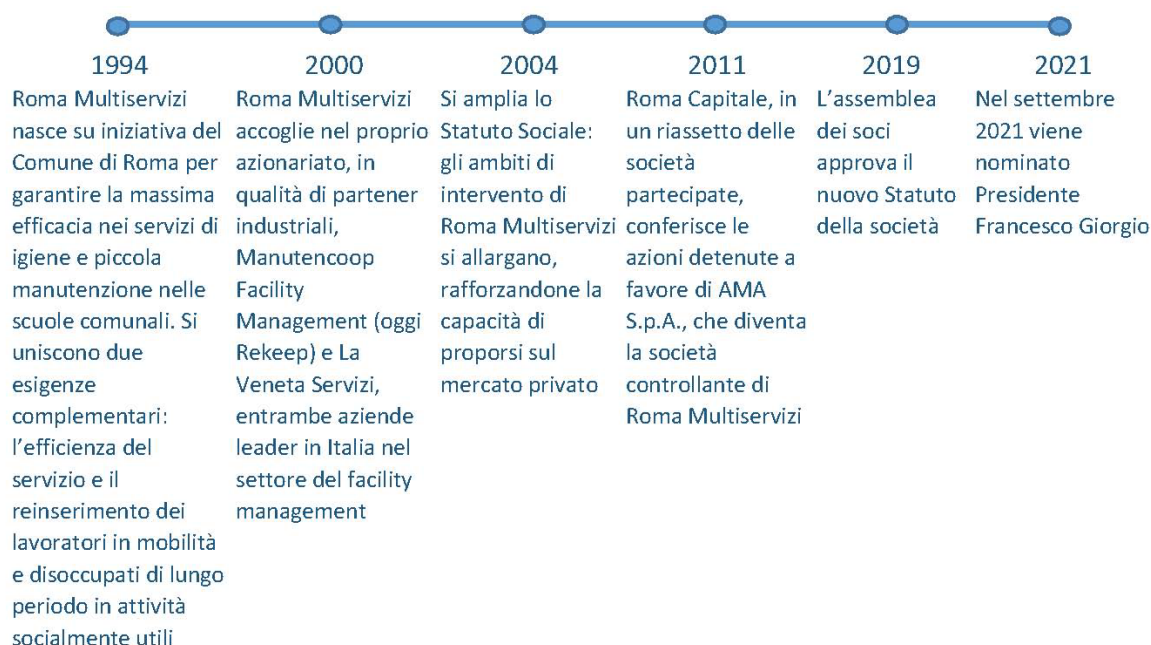 1994
Roma Multiservizi
nasce su iniziativa del
Comune di Roma per
garantire la massima
efficacia nei servizi di
igiene e piccola
manutenzione nelle
scuole comunali. Si
uniscono due
esigenze
complementari:
l’efficienza del
servizio e il
reinserimento dei
lavoratori in mobilità
e disoccupati di lungo
periodo in attività
socialmente utili
2000
Roma Multiservizi
accoglie nel proprio
azionariato, in
qualità di partener
industriali,
Manutencoop
Facility
Management (oggi
Rekeep) e La
Veneta Servizi,
entrambe aziende
leader in Italia nel
settore del facility
management
2004
Si amplia lo
Statuto Sociale:
gli ambiti di
intervento di
Roma Multiservizi
si allargano,
rafforzandone la
capacità di
proporsi sul
mercato privato
2011
Roma Capitale, in
un riassetto delle
società
partecipate,
conferisce le
azioni detenute a
favore di AMA
S.p.A., che diventa
la società
controllante di
Roma Multiservizi
2019
L’assemblea
dei soci
approva il
nuovo Statuto
della società
2021
Nel settembre
2021 viene
nominato
Presidente
Francesco Giorgio